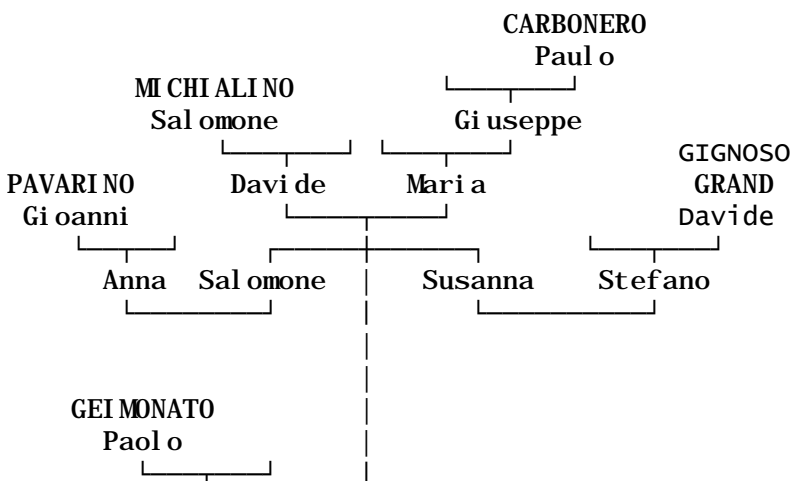 CARBONERO
Paulo
MICHIALINO
Salomone Giuseppe
GIGNOSO
PAVARINO Davide Maria GRAND
Gioanni Davide
Anna Salomone Susanna Stefano
GEIMONATO
Paolo